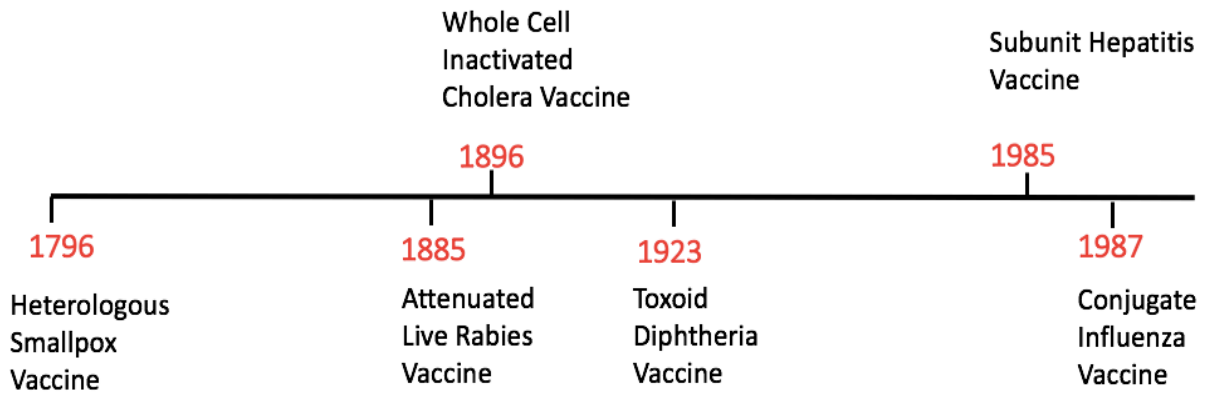 Whole Cell
Inactivated
Cholera Vaccine
Subunit Hepatitis
Vaccine
1896
1985
1796
1885
1923
1987
Heterologous
Smallpox
Vaccine
Attenuated
Live Rabies
Vaccine
Toxoid
Diphtheria
Vaccine
Conjugate
Influenza
Vaccine